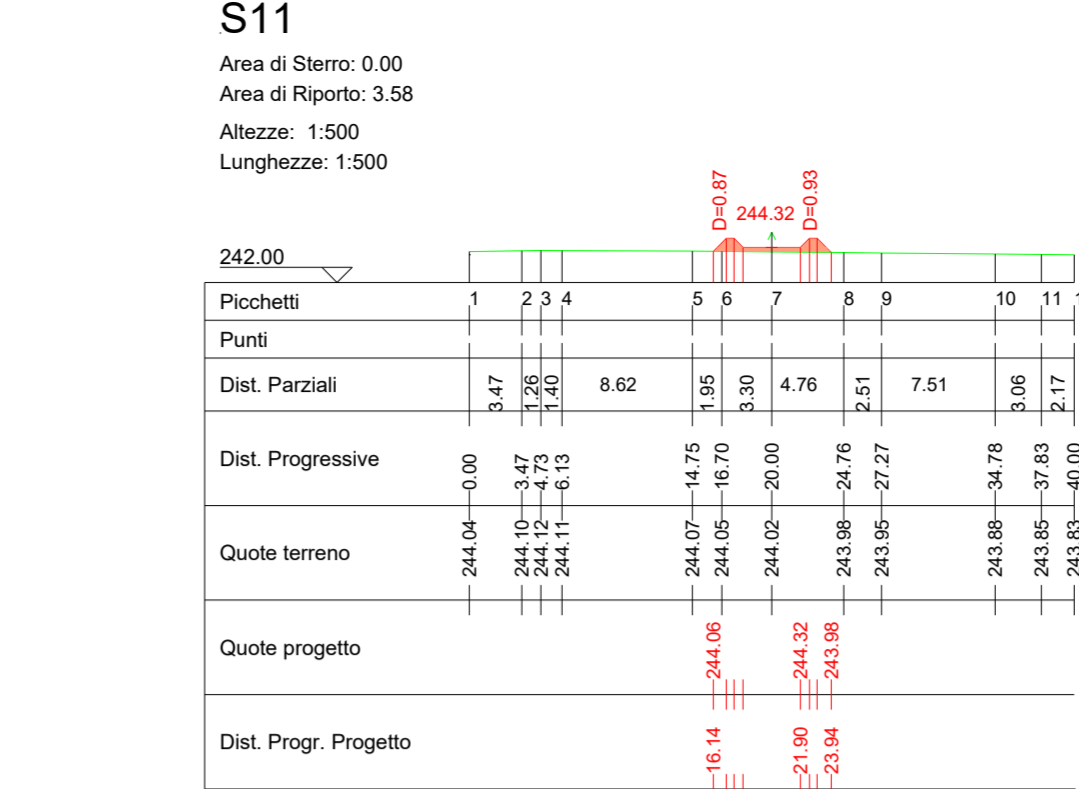 S11
Area di Sterro: 0.00
Area di Riporto: 3.58
Altezze: 1:500
Lunghezze: 1:500
D=0.87 244.32 D=0.93
242.00
Picchetti 1 2 3 4 5 6 7 8 9 10 11 1
Punti
Dist. Parziali 3.47 1.26 1.40 8.62 1.95 3.30 4.76 2.51 7.51 3.06 2.17
Dist. Progressive 0.00 3.47 4.73 6.13 14.75 16.70 20.00 24.76 27.27 34.78 37.83 40.00
Quote terreno 244.04 244.10 244.12 244.11 244.07 244.05 244.02 243.98 243.95 243.88 243.85 243.83
Quote progetto 244.06 244.32 243.98
Dist. Progr. Progetto 16.14 21.90 23.94